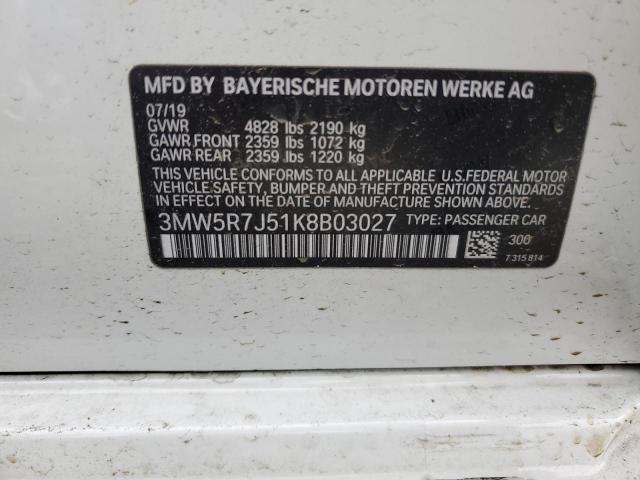 MFD BY BAYERISCHE MOTOREN WERKE AG
07/19
GVWR 4828 lbs 2190 kg
GAWR FRONT 2359 lbs 1072 kg
GAWR REAR 2359 lbs 1220 kg
THIS VEHICLE CONFORMS TO ALL APPLICABLE U.S.FEDERAL MOTOR
VEHICLE SAFETY, BUMPER AND THEFT PREVENTION STANDARDS
IN EFFECT ON THE DATE OF MANUFACTURE SHOWN ABOVE.
3MW5R7J51K8B03027 TYPE: PASSENGER CAR
300
7 315 814